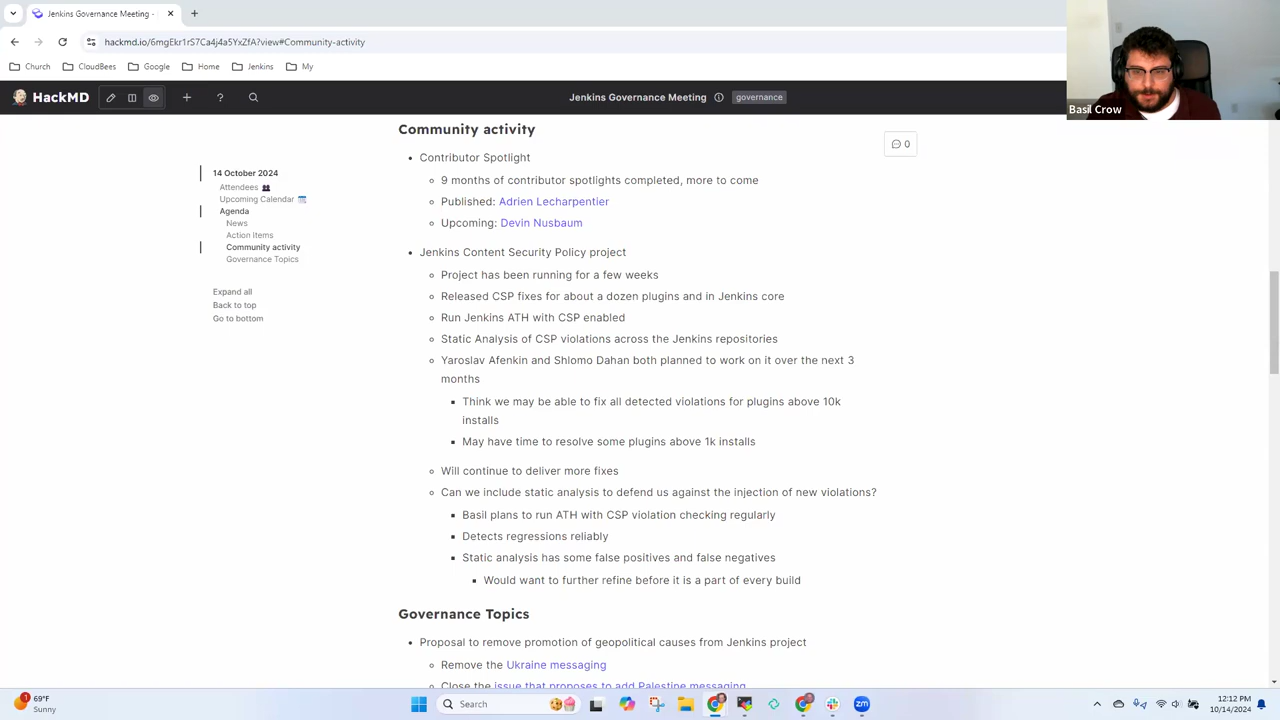 Jenkins Governance Meeting -
hackmd.io/6mgEkr1rS7Ca4j4a5YxZfA?view#Community-activity
Church
CloudBees
Google
Home
Jenkins
My
HackMD
Jenkins Governance Meeting
governance
Basil Crow
14 October 2024
Attendees
Upcoming Calendar
Agenda
News
Action Items
Community activity
Governance Topics
Expand all
Back to top
Go to bottom
0
Community activity
Contributor Spotlight
9 months of contributor spotlights completed, more to come
Published: Adrien Lecharpentier
Upcoming: Devin Nusbaum
Jenkins Content Security Policy project
Project has been running for a few weeks
Released CSP fixes for about a dozen plugins and in Jenkins core
Run Jenkins ATH with CSP enabled
Static Analysis of CSP violations across the Jenkins repositories
Yaroslav Afenkin and Shlomo Dahan both planned to work on it over the next 3
months
Think we may be able to fix all detected violations for plugins above 10k
installs
May have time to resolve some plugins above 1k installs
Will continue to deliver more fixes
Can we include static analysis to defend us against the injection of new violations?
Basil plans to run ATH with CSP violation checking regularly
Detects regressions reliably
Static analysis has some false positives and false negatives
Would want to further refine before it is a part of every build
Governance Topics
Proposal to remove promotion of geopolitical causes from Jenkins project
Remove the Ukraine messaging
Close the issue that proposes to add Palestine messaging
1
69°F
Sunny
Search
12:12 PM
10/14/2024